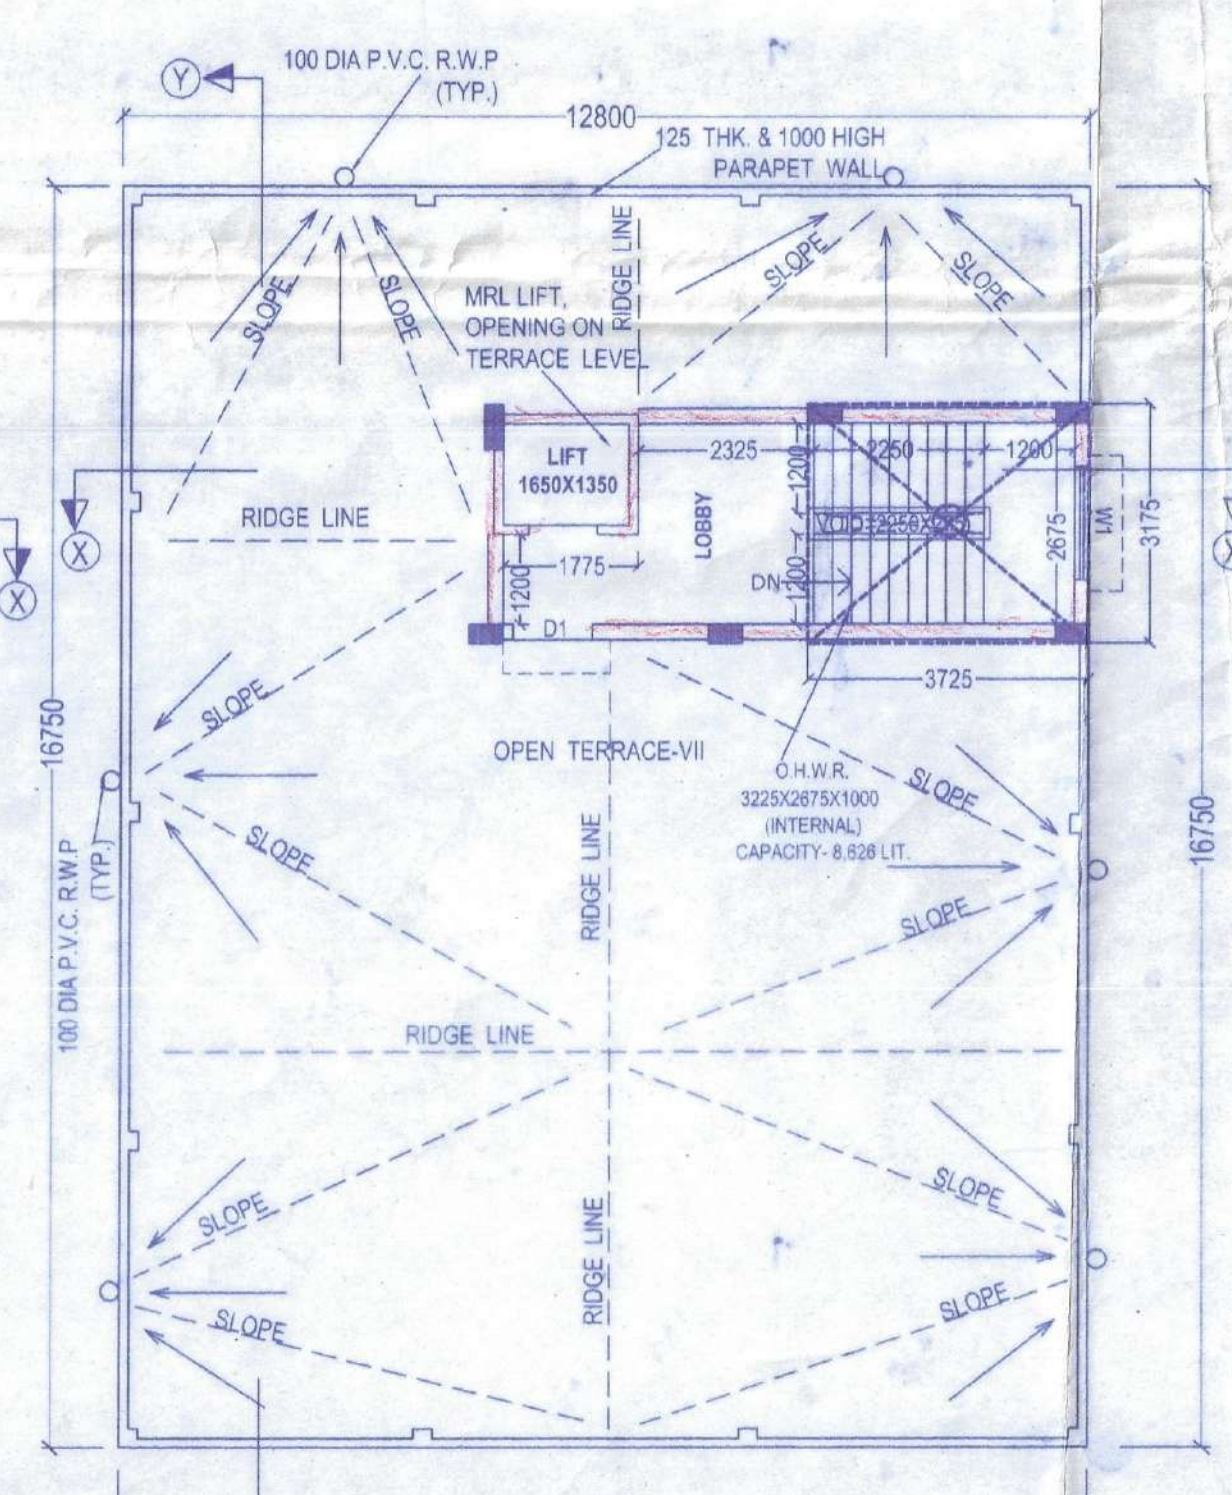 Y
100 DIA P.V.C. R.W.P
(TYP.)
12800
125 THK. & 1000 HIGH
PARAPET WALL
SLOPE
SLOPE
RIDGE LINE
SLOPE
SLOPE
MRL LIFT,
OPENING ON
TERRACE LEVEL
LIFT
1650X1350
2325
1200
2250
1200
LOBBY
RIDGE LINE
X
X
1775
1200
1200
DN
2675
W1
3175
D1
3725
SLOPE
16750
OPEN TERRACE-VII
O.H.W.R.
3225X2675X1000
(INTERNAL)
CAPACITY- 8,626 LIT.
SLOPE
SLOPE
16750
100 DIA P.V.C. R.W.P
(TYP.)
RIDGE LINE
SLOPE
RIDGE LINE
SLOPE
SLOPE
RIDGE LINE
SLOPE
SLOPE